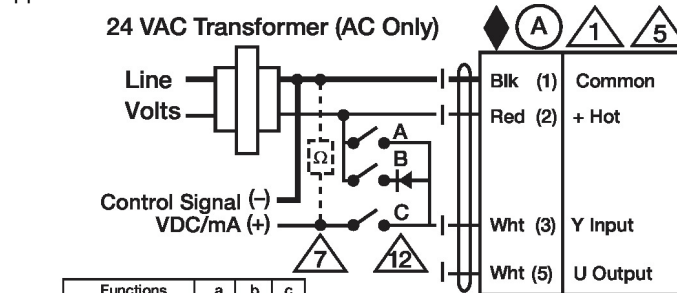 24 VAC Transformer (AC Only)
A
1
5
Line
Volts
Blk (1) Common
Red (2) + Hot
A
B
Ω
Control Signal (–)
VDC/mA (+)
C
Wht (3) Y Input
7
12
Wht (5) U Output
Functions a b c